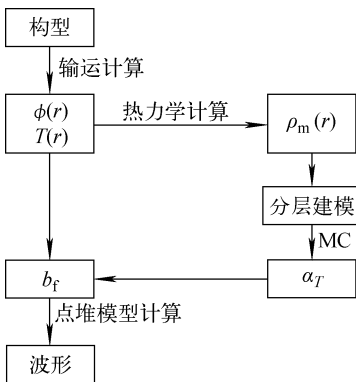 构型
输运计算
ϕ(r)
T(r)
热力学计算
ρm(r)
分层建模
MC
bf
αT
点堆模型计算
波形